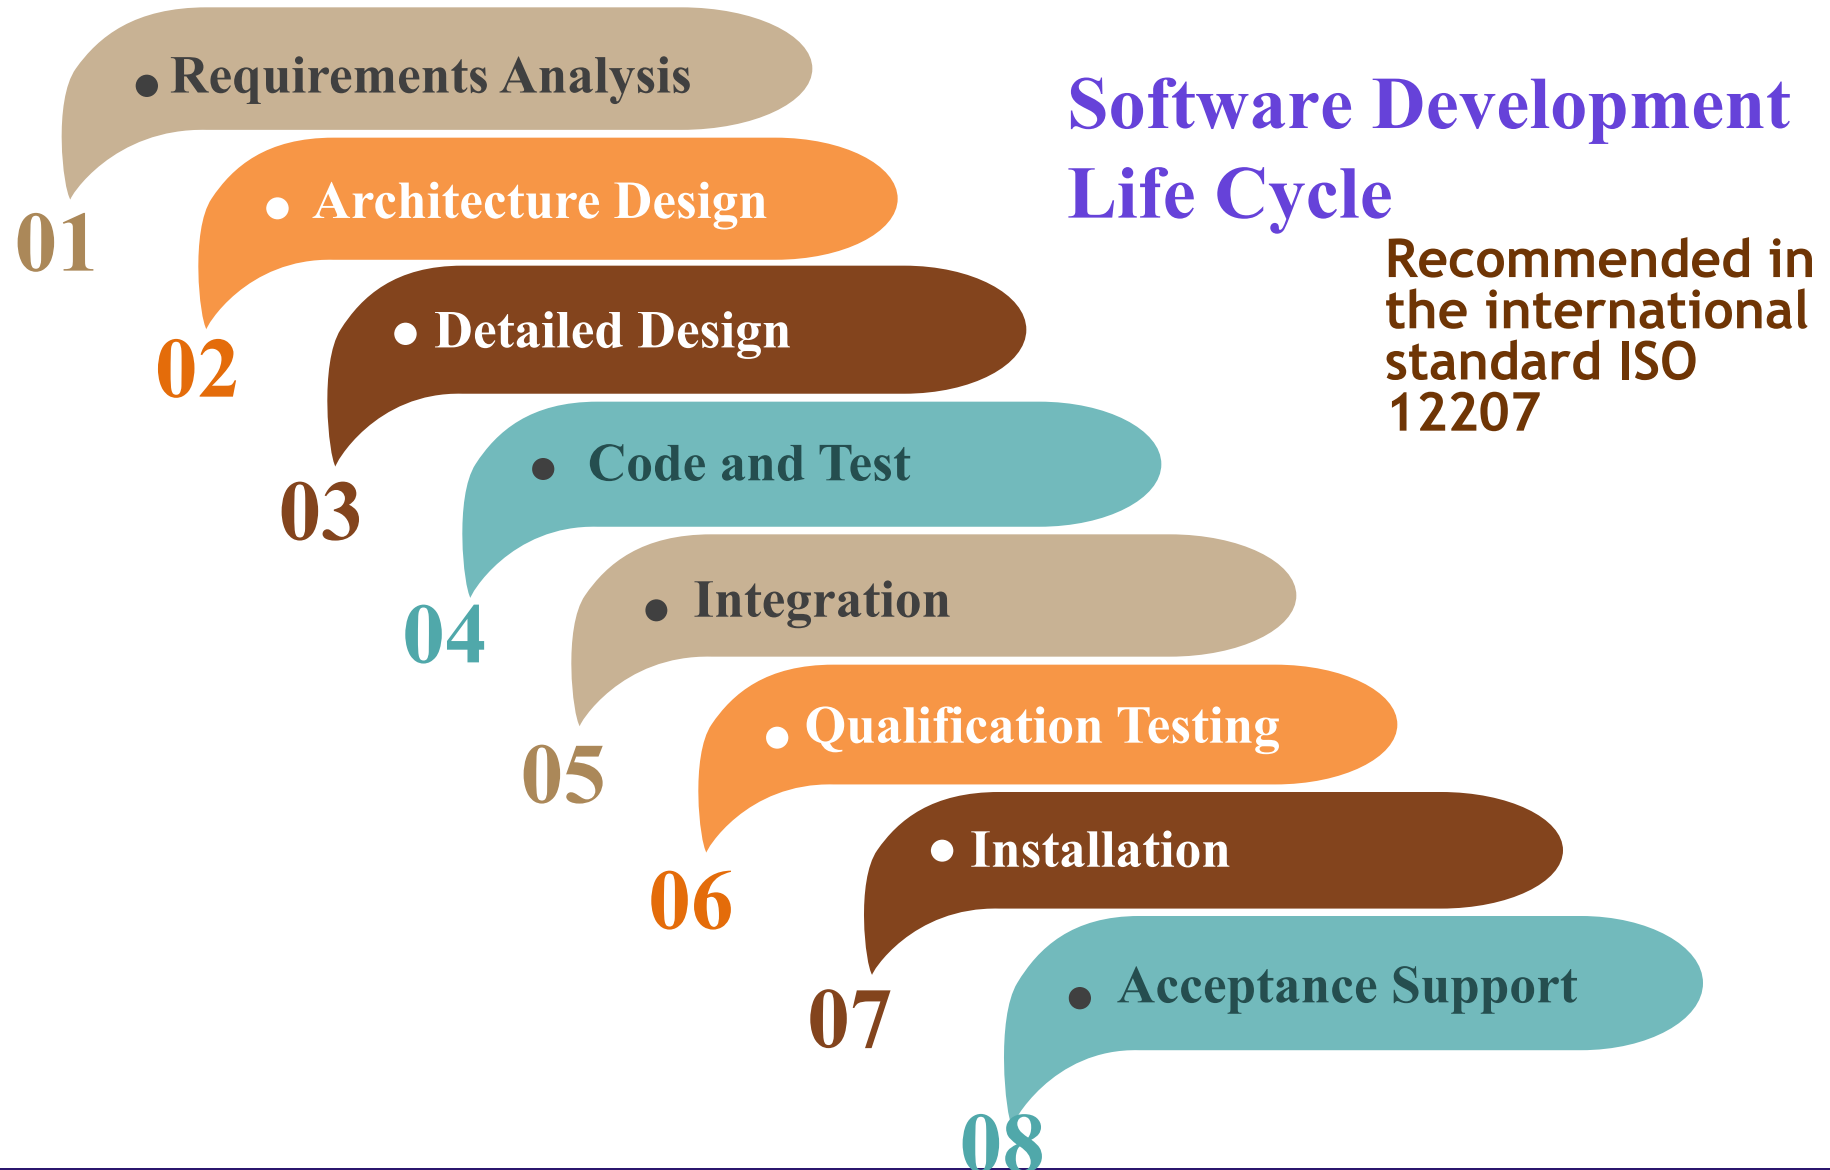 Software Development
Life Cycle
Recommended in
the international
standard ISO
12207
• Requirements Analysis
01
• Architecture Design
02
• Detailed Design
03
• Code and Test
04
• Integration
05
• Qualification Testing
06
• Installation
07
• Acceptance Support
08